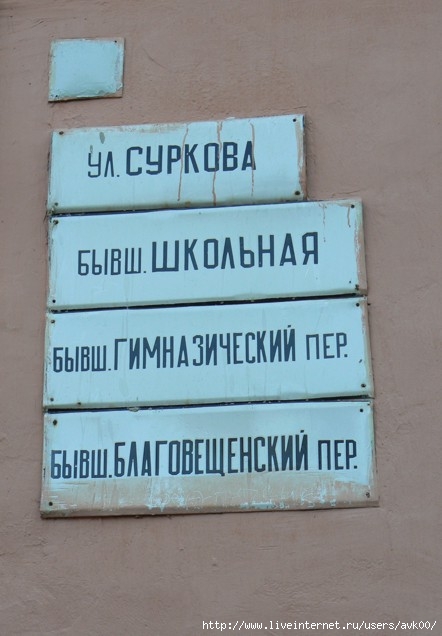 УЛ. СУРКОВА
БЫВШ. ШКОЛЬНАЯ
БЫВШ. ГИМНАЗИЧЕСКИЙ ПЕР.
БЫВШ. БЛАГОВЕЩЕНСКИЙ ПЕР.
http://www.liveinternet.ru/users/avk00/